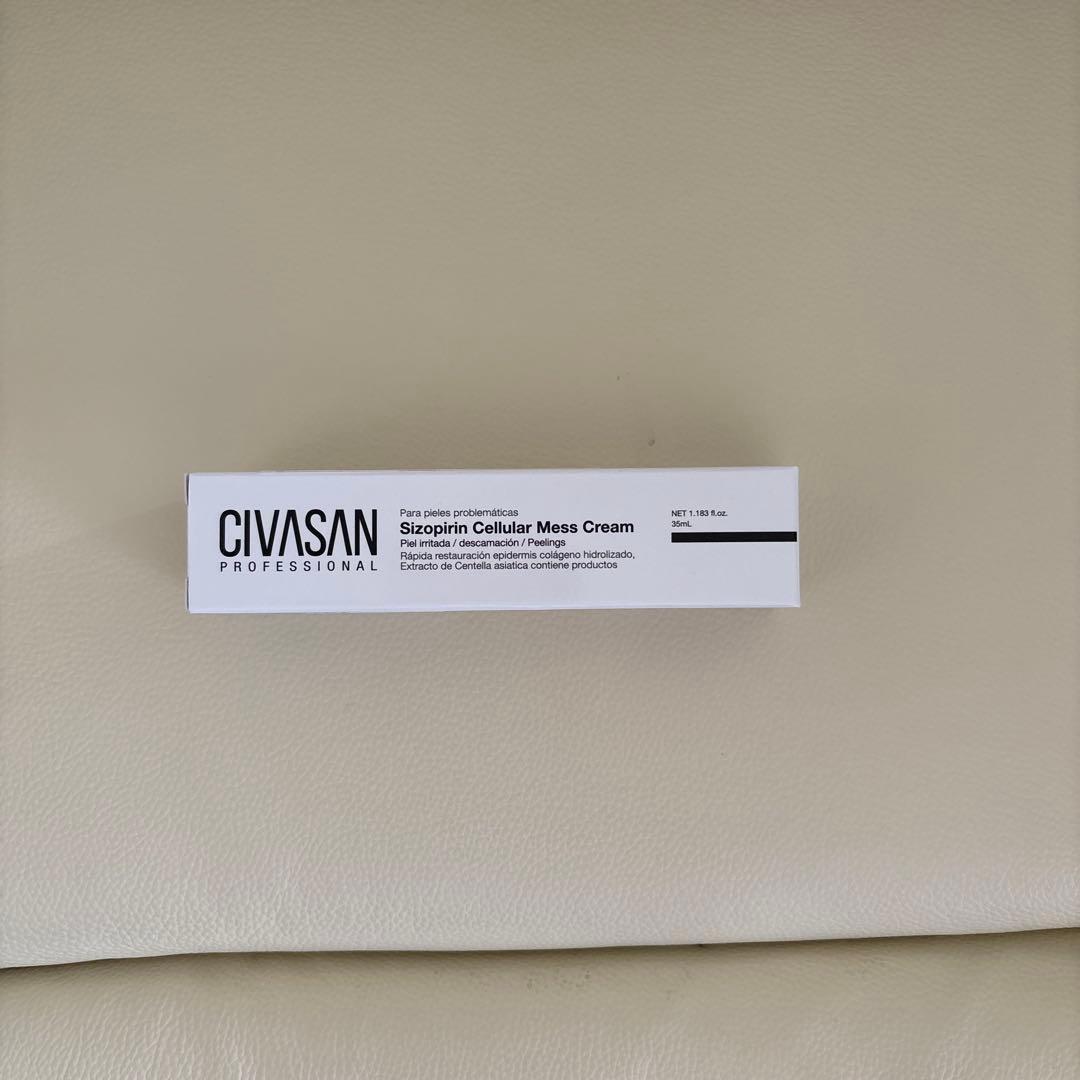 CIVASAN
PROFESSIONAL
Para pieles problemáticas
Sizopirin Cellular Mess Cream
Piel irritada / descamación / Peelings
Rápida restauración epidermis colágeno hidrolizado,
Extracto de Centella asiatica contiene productos
NET 1.183 fl.oz.
35mL